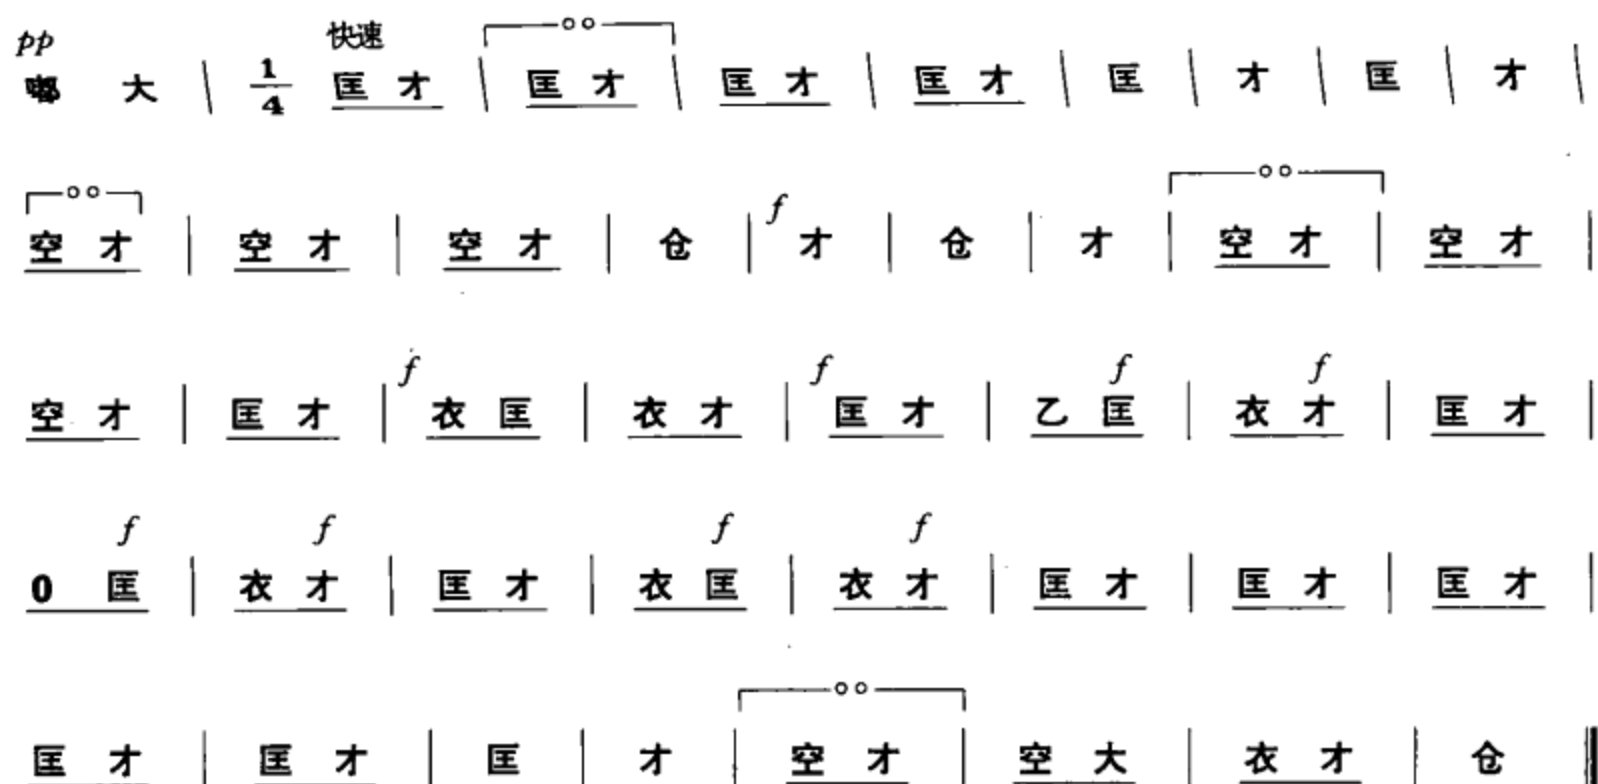 pp 快速
嘟 大 | 1/4 匡 才 | 匡 才 | 匡 才 | 匡 才 | 匡 | 才 | 匡 | 才 |
空 才 | 空 才 | 空 才 | 仓 | f 才 | 仓 | 才 | 空 才 | 空 才 |
f f f f
空 才 | 匡 才 | 衣 匡 | 衣 才 | 匡 才 | 乙 匡 | 衣 才 | 匡 才 |
f f f f
0 匡 | 衣 才 | 匡 才 | 衣 匡 | 衣 才 | 匡 才 | 匡 才 | 匡 才 |
匡 才 | 匡 才 | 匡 | 才 | 空 才 | 空 大 | 衣 才 | 仓 ‖